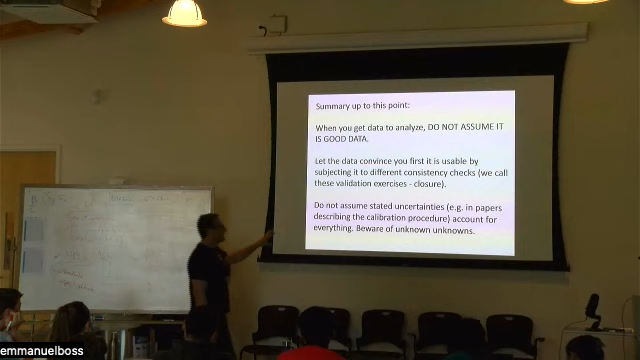 Summary up to this point:
When you get data to analyze, DO NOT ASSUME IT
IS GOOD DATA.
Let the data convince you first it is usable by
subjecting it to different consistency checks (we call
these validation exercises - closure).
Do not assume stated uncertainties (e.g. in papers
describing the calibration procedure) account for
everything. Beware of unknown unknowns.
emmanuelboss